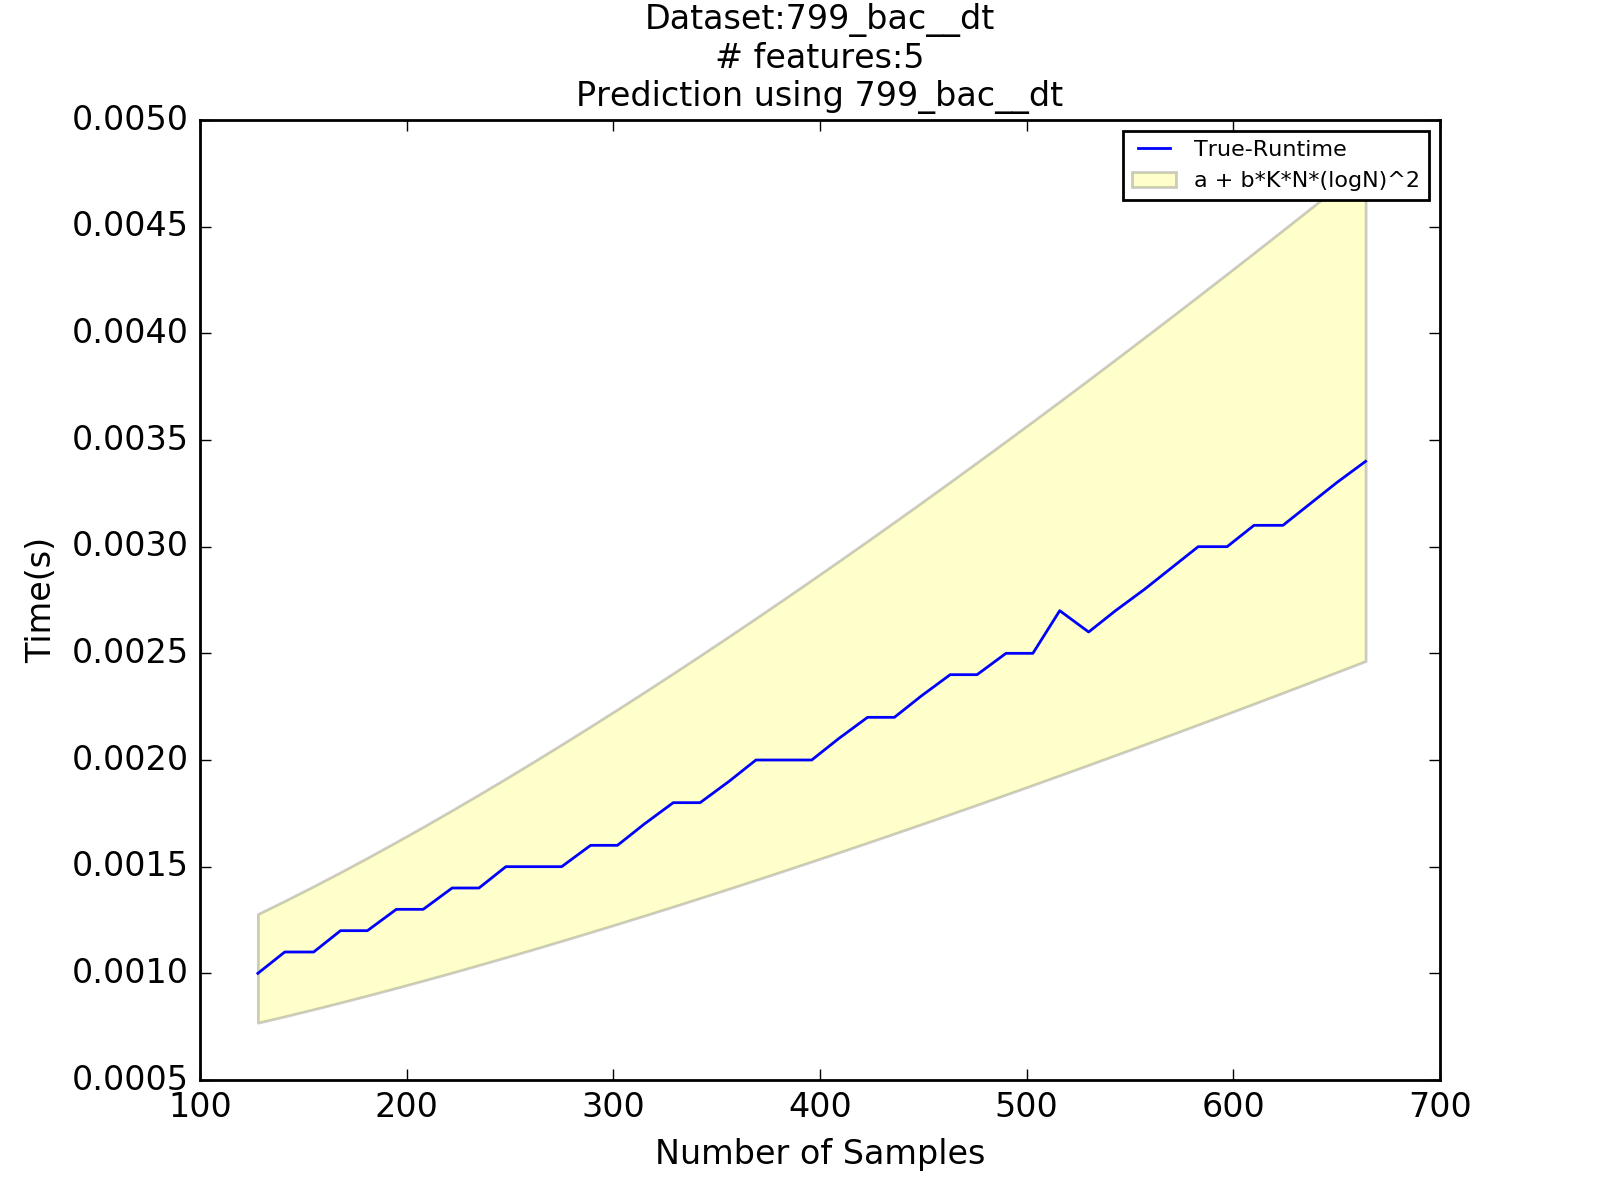 Dataset:799_bac__dt
# features:5
Prediction using 799_bac__dt
True-Runtime
a + b*K*N*(logN)^2
0.0050
0.0045
0.0040
0.0035
0.0030
0.0025
0.0020
0.0015
0.0010
0.0005
Time(s)
100 200 300 400 500 600 700
Number of Samples